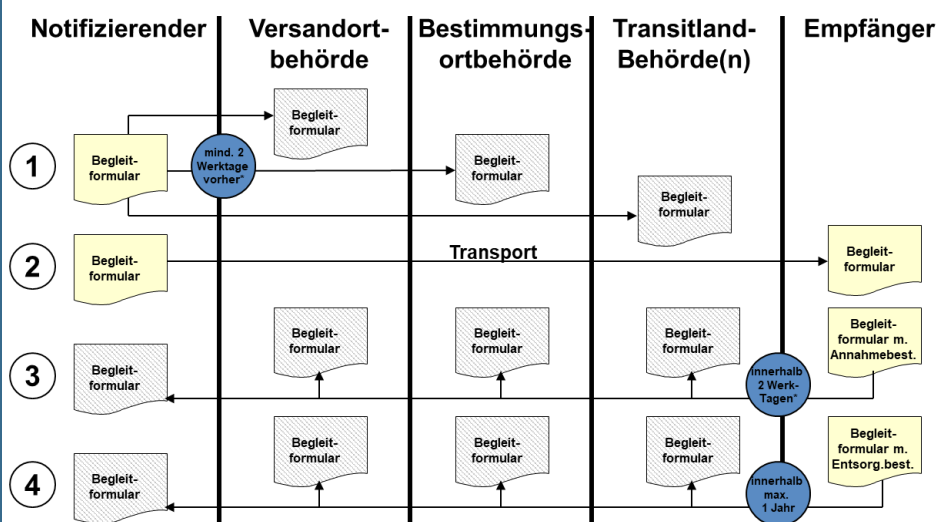 Notifizierender
Versandort-
behörde
Bestimmungs-
ortbehörde
Transitland-
Behörde(n)
Empfänger
1
Begleit-
formular
mind. 2
Werktage
vorher*
Begleit-
formular
Begleit-
formular
Begleit-
formular
2
Begleit-
formular
Transport
Begleit-
formular
3
Begleit-
formular
Begleit-
formular
Begleit-
formular
Begleit-
formular
innerhalb
2 Werk-
Tagen*
Begleit-
formular m.
Annahmebest.
4
Begleit-
formular
Begleit-
formular
Begleit-
formular
Begleit-
formular
innerhalb
max.
1 Jahr
Begleit-
formular m.
Entsorg.best.